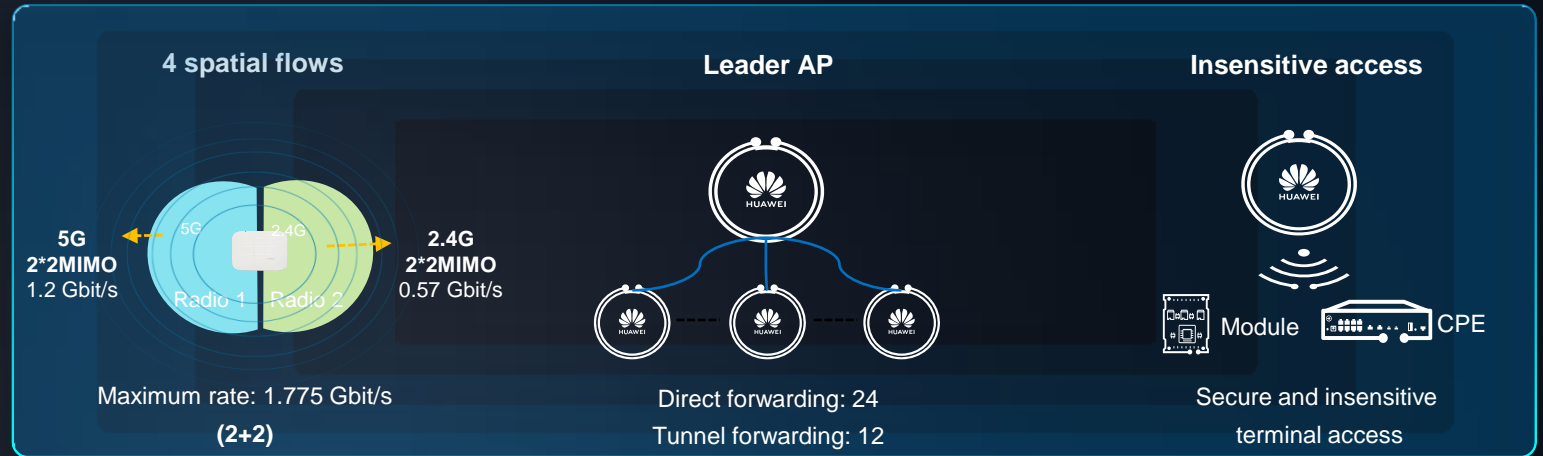 4 spatial flows
5G
2*2MIMO
1.2 Gbit/s
5G
2.4G
Radio 1
Radio 2
2.4G
2*2MIMO
0.57 Gbit/s
Maximum rate: 1.775 Gbit/s
(2+2)
Leader AP
HUAWEI
HUAWEI
HUAWEI
HUAWEI
Direct forwarding: 24
Tunnel forwarding: 12
Insensitive access
HUAWEI
Module
CPE
Secure and insensitive
terminal access